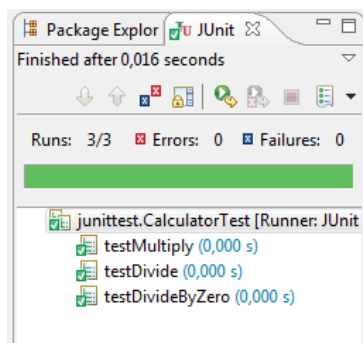 Package Explor JUnit
Finished after 0,016 seconds
Runs: 3/3 Errors: 0 Failures: 0
junittest.CalculatorTest [Runner: JUnit
testMultiply (0,000 s)
testDivide (0,000 s)
testDivideByZero (0,000 s)